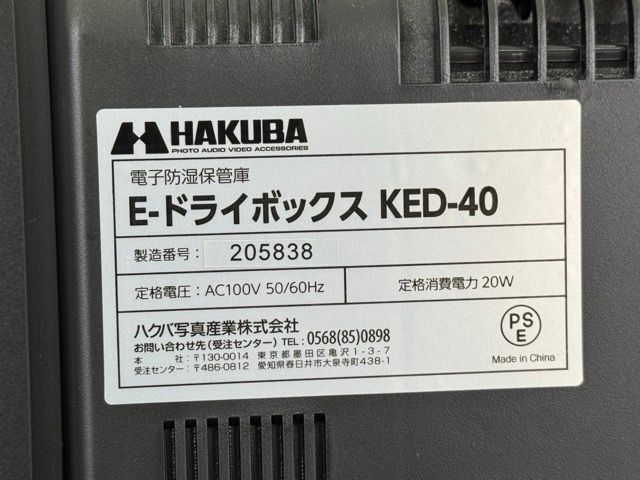 HAKUBA
PHOTO AUDIO VIDEO ACCESSORIES
電子防湿保管庫
E-ドライボックス KED-40
製造番号： 205838
定格電圧：AC100V 50/60Hz
定格消費電力 20W
ハクバ写真産業株式会社
お問い合わせ先（受注センター）TEL：0568(85)0898
本　　　社：〒130-0014　東京都墨田区亀沢1-3-7
受注センター：〒486-0812　愛知県春日井市大泉寺町438-1
PS
E
Made in China